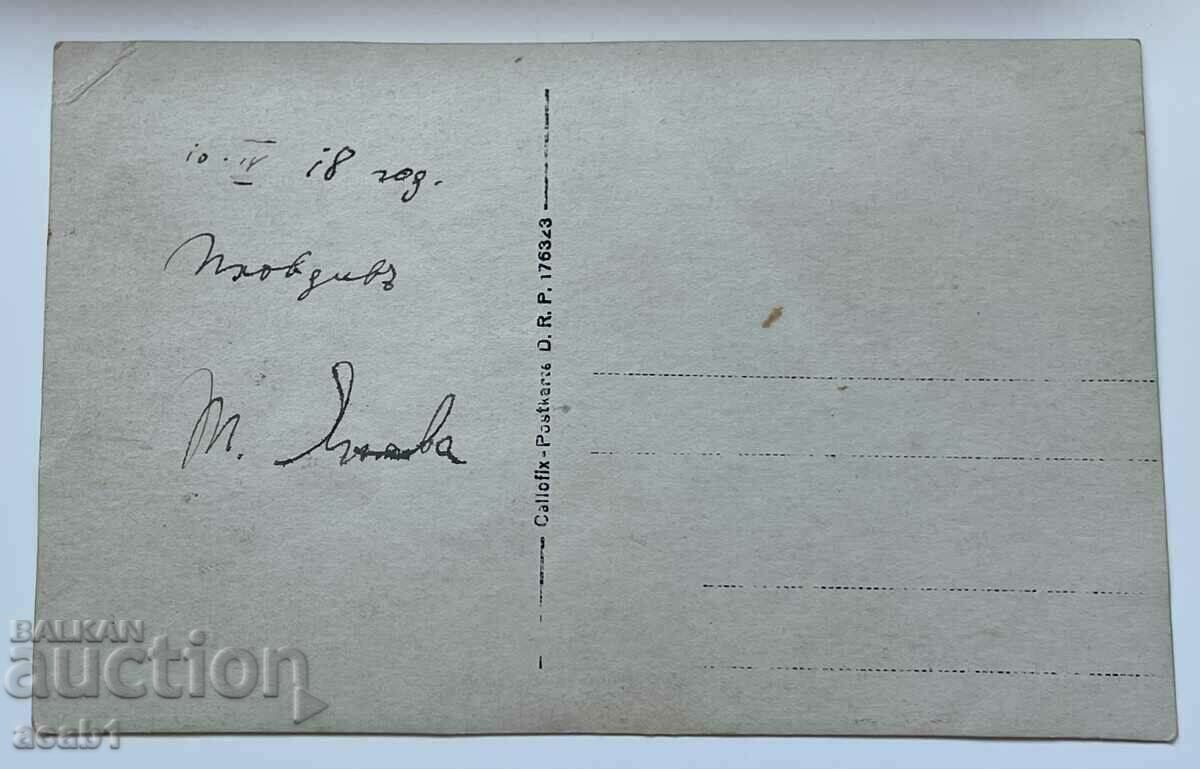 10.IV 18 год.
Пловдивъ
Т.
Callofix - Postkarte D. R. P. 176323
BALKAN
auction
acab1